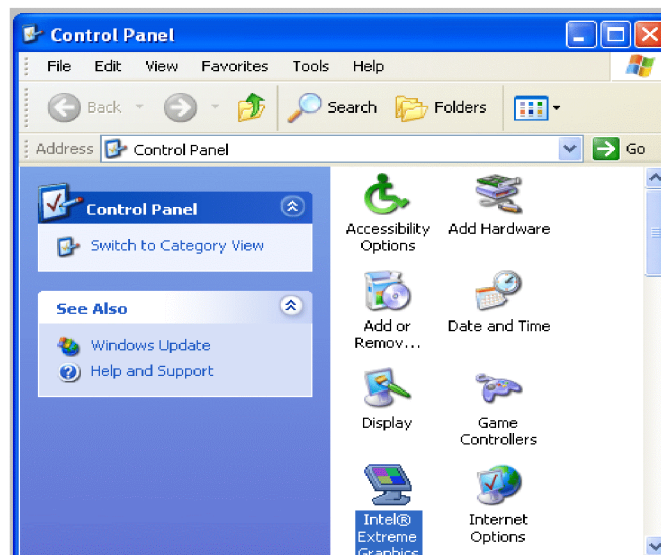 Control Panel
File Edit View Favorites Tools Help
Back Search Folders
Address Control Panel Go
Control Panel
Switch to Category View
See Also
Windows Update
Help and Support
Accessibility
Options
Add Hardware
Add or
Remov...
Date and Time
Display
Game
Controllers
Intel®
Extreme
Graphics
Internet
Options